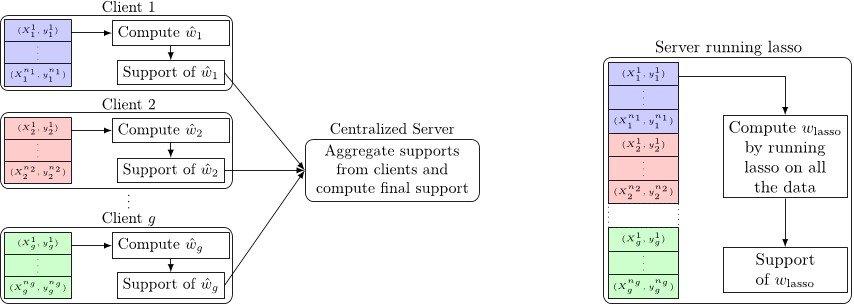 Client 1
(X_1^1, y_1^1)
⋮
(X_1^{n_1}, y_1^{n_1})
Compute ŵ_1
Support of ŵ_1
Client 2
(X_2^1, y_2^1)
⋮
(X_2^{n_2}, y_2^{n_2})
Compute ŵ_2
Support of ŵ_2
⋮
Client g
(X_g^1, y_g^1)
⋮
(X_g^{n_g}, y_g^{n_g})
Compute ŵ_g
Support of ŵ_g
Centralized Server
Aggregate supports
from clients and
compute final support
Server running lasso
(X_1^1, y_1^1)
⋮
(X_1^{n_1}, y_1^{n_1})
(X_2^1, y_2^1)
⋮
(X_2^{n_2}, y_2^{n_2})
(X_g^1, y_g^1)
⋮
(X_g^{n_g}, y_g^{n_g})
Compute w_lasso
by running
lasso on all
the data
Support
of w_lasso